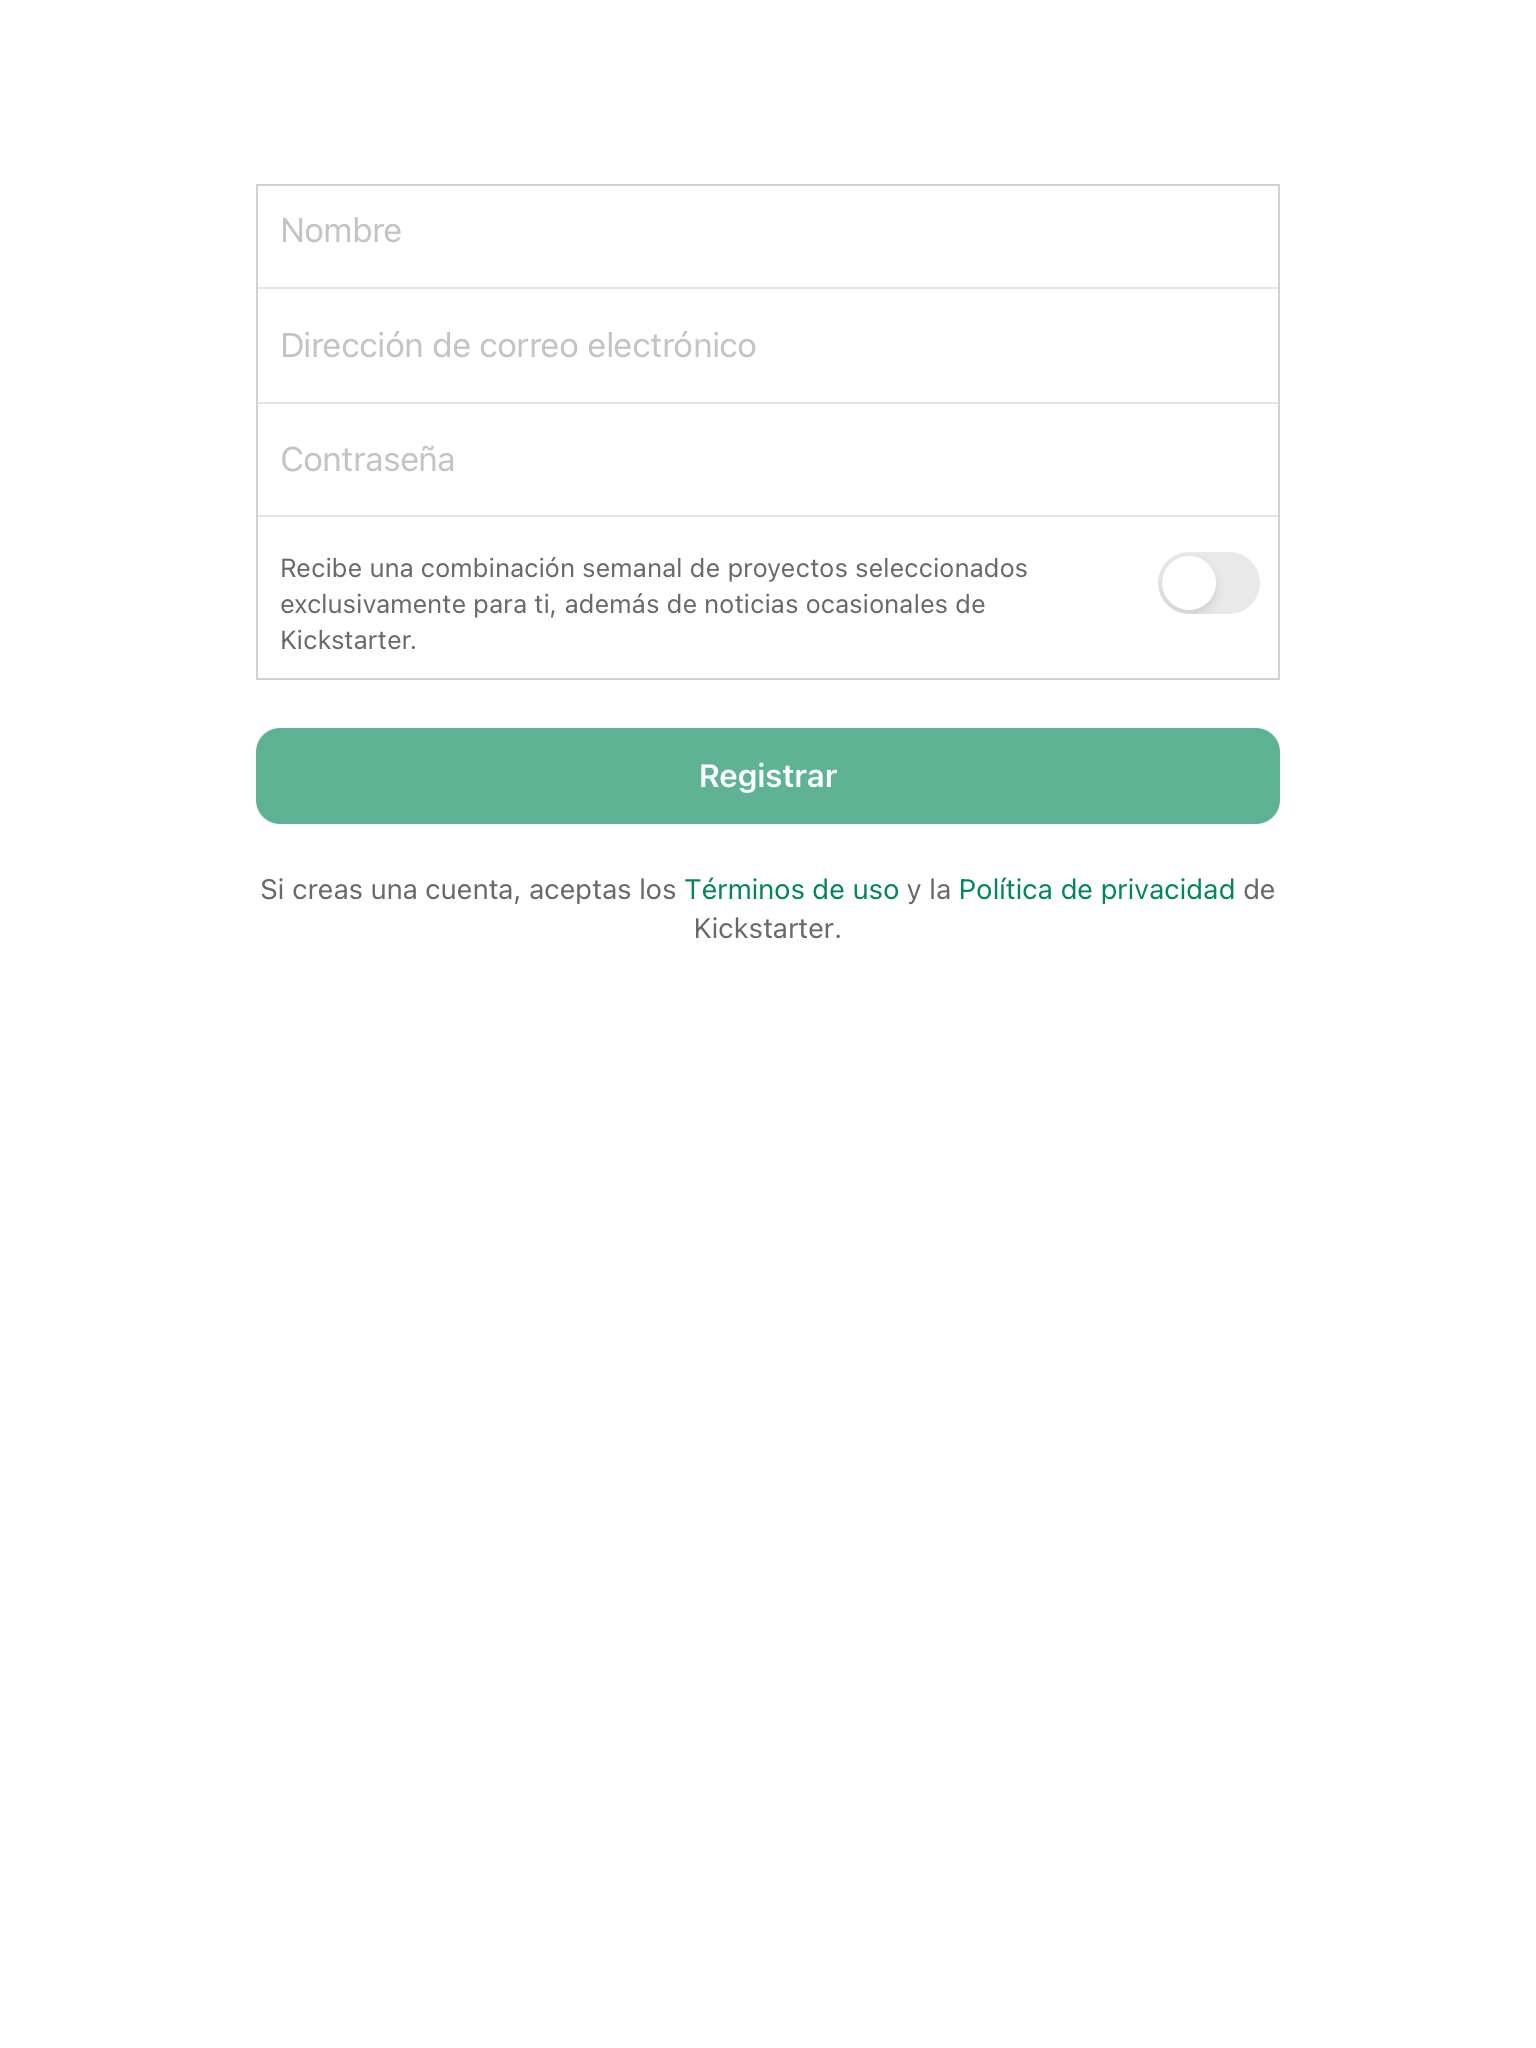 Nombre
Dirección de correo electrónico
Contraseña
Recibe una combinación semanal de proyectos seleccionados
exclusivamente para ti, además de noticias ocasionales de
Kickstarter.
Registrar
Si creas una cuenta, aceptas los Términos de uso y la Política de privacidad de
Kickstarter.